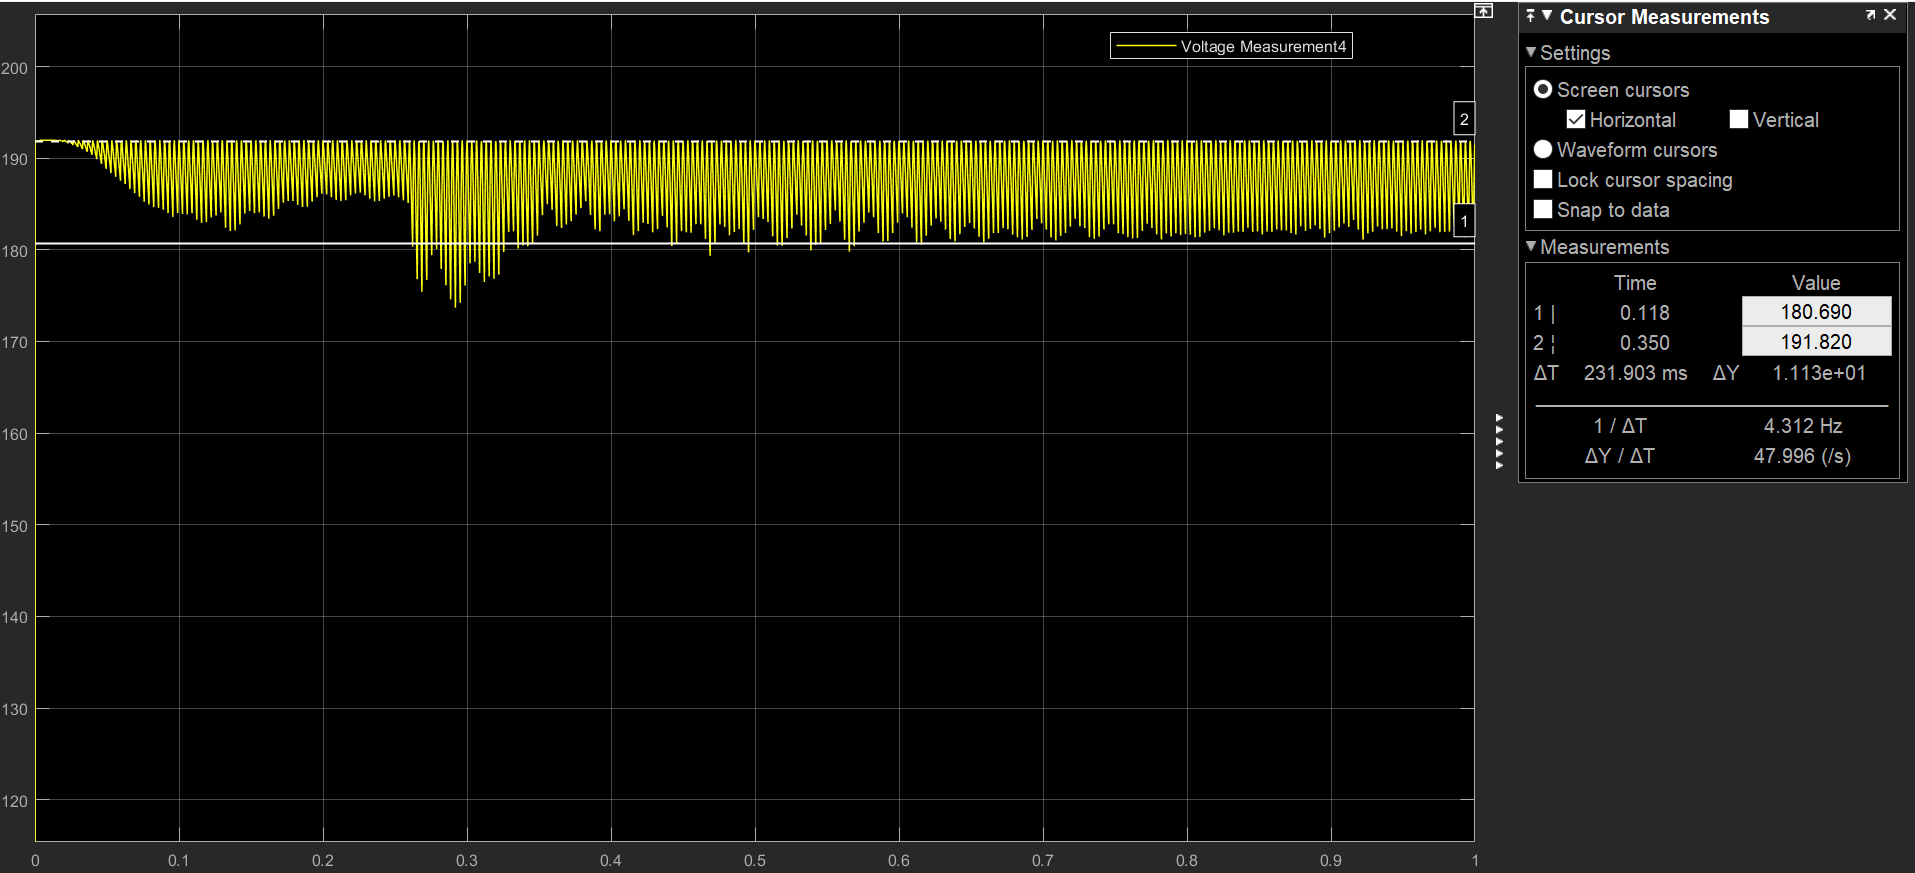 Voltage Measurement4
200
190
180
170
160
150
140
130
120
0 0.1 0.2 0.3 0.4 0.5 0.6 0.7 0.8 0.9 1
2
1
Cursor Measurements
Settings
Screen cursors
Horizontal Vertical
Waveform cursors
Lock cursor spacing
Snap to data
Measurements
Time Value
1 | 0.118 180.690
2 ¦ 0.350 191.820
ΔT 231.903 ms ΔY 1.113e+01
1 / ΔT 4.312 Hz
ΔY / ΔT 47.996 (/s)